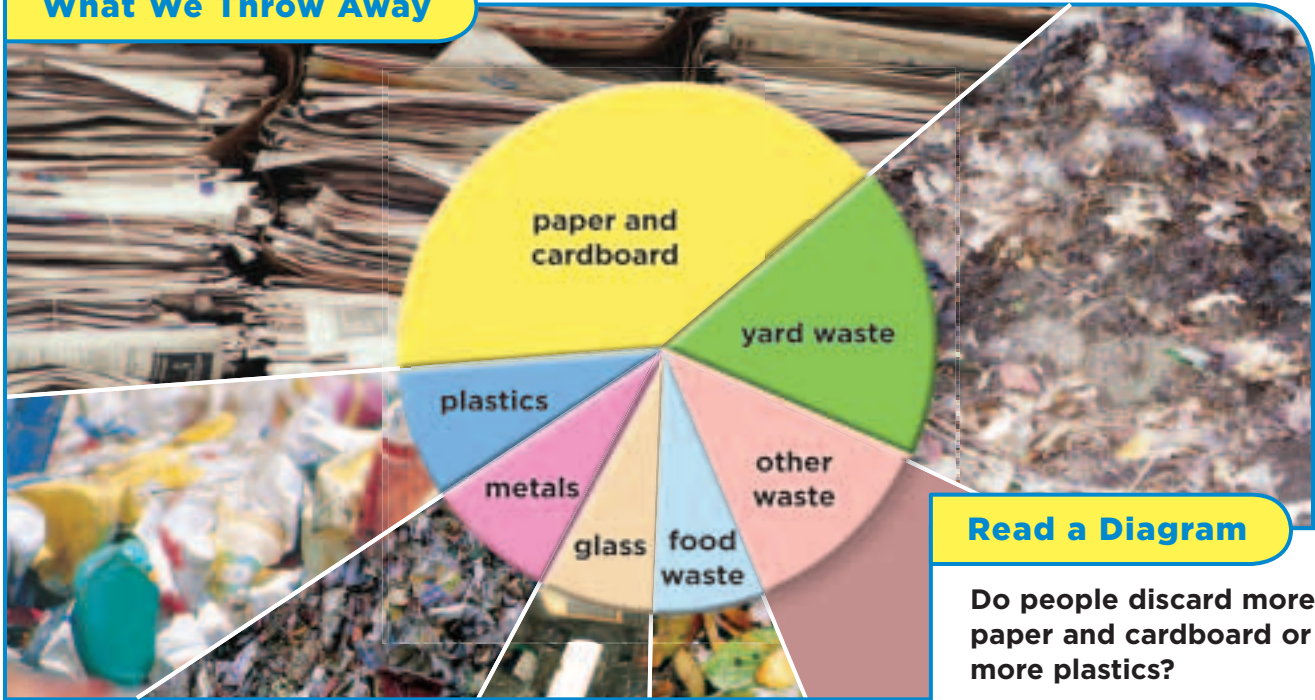 What We Throw Away
paper and
cardboard
yard waste
plastics
other
waste
metals
glass
food
waste
Read a Diagram
Do people discard more
paper and cardboard or
more plastics?